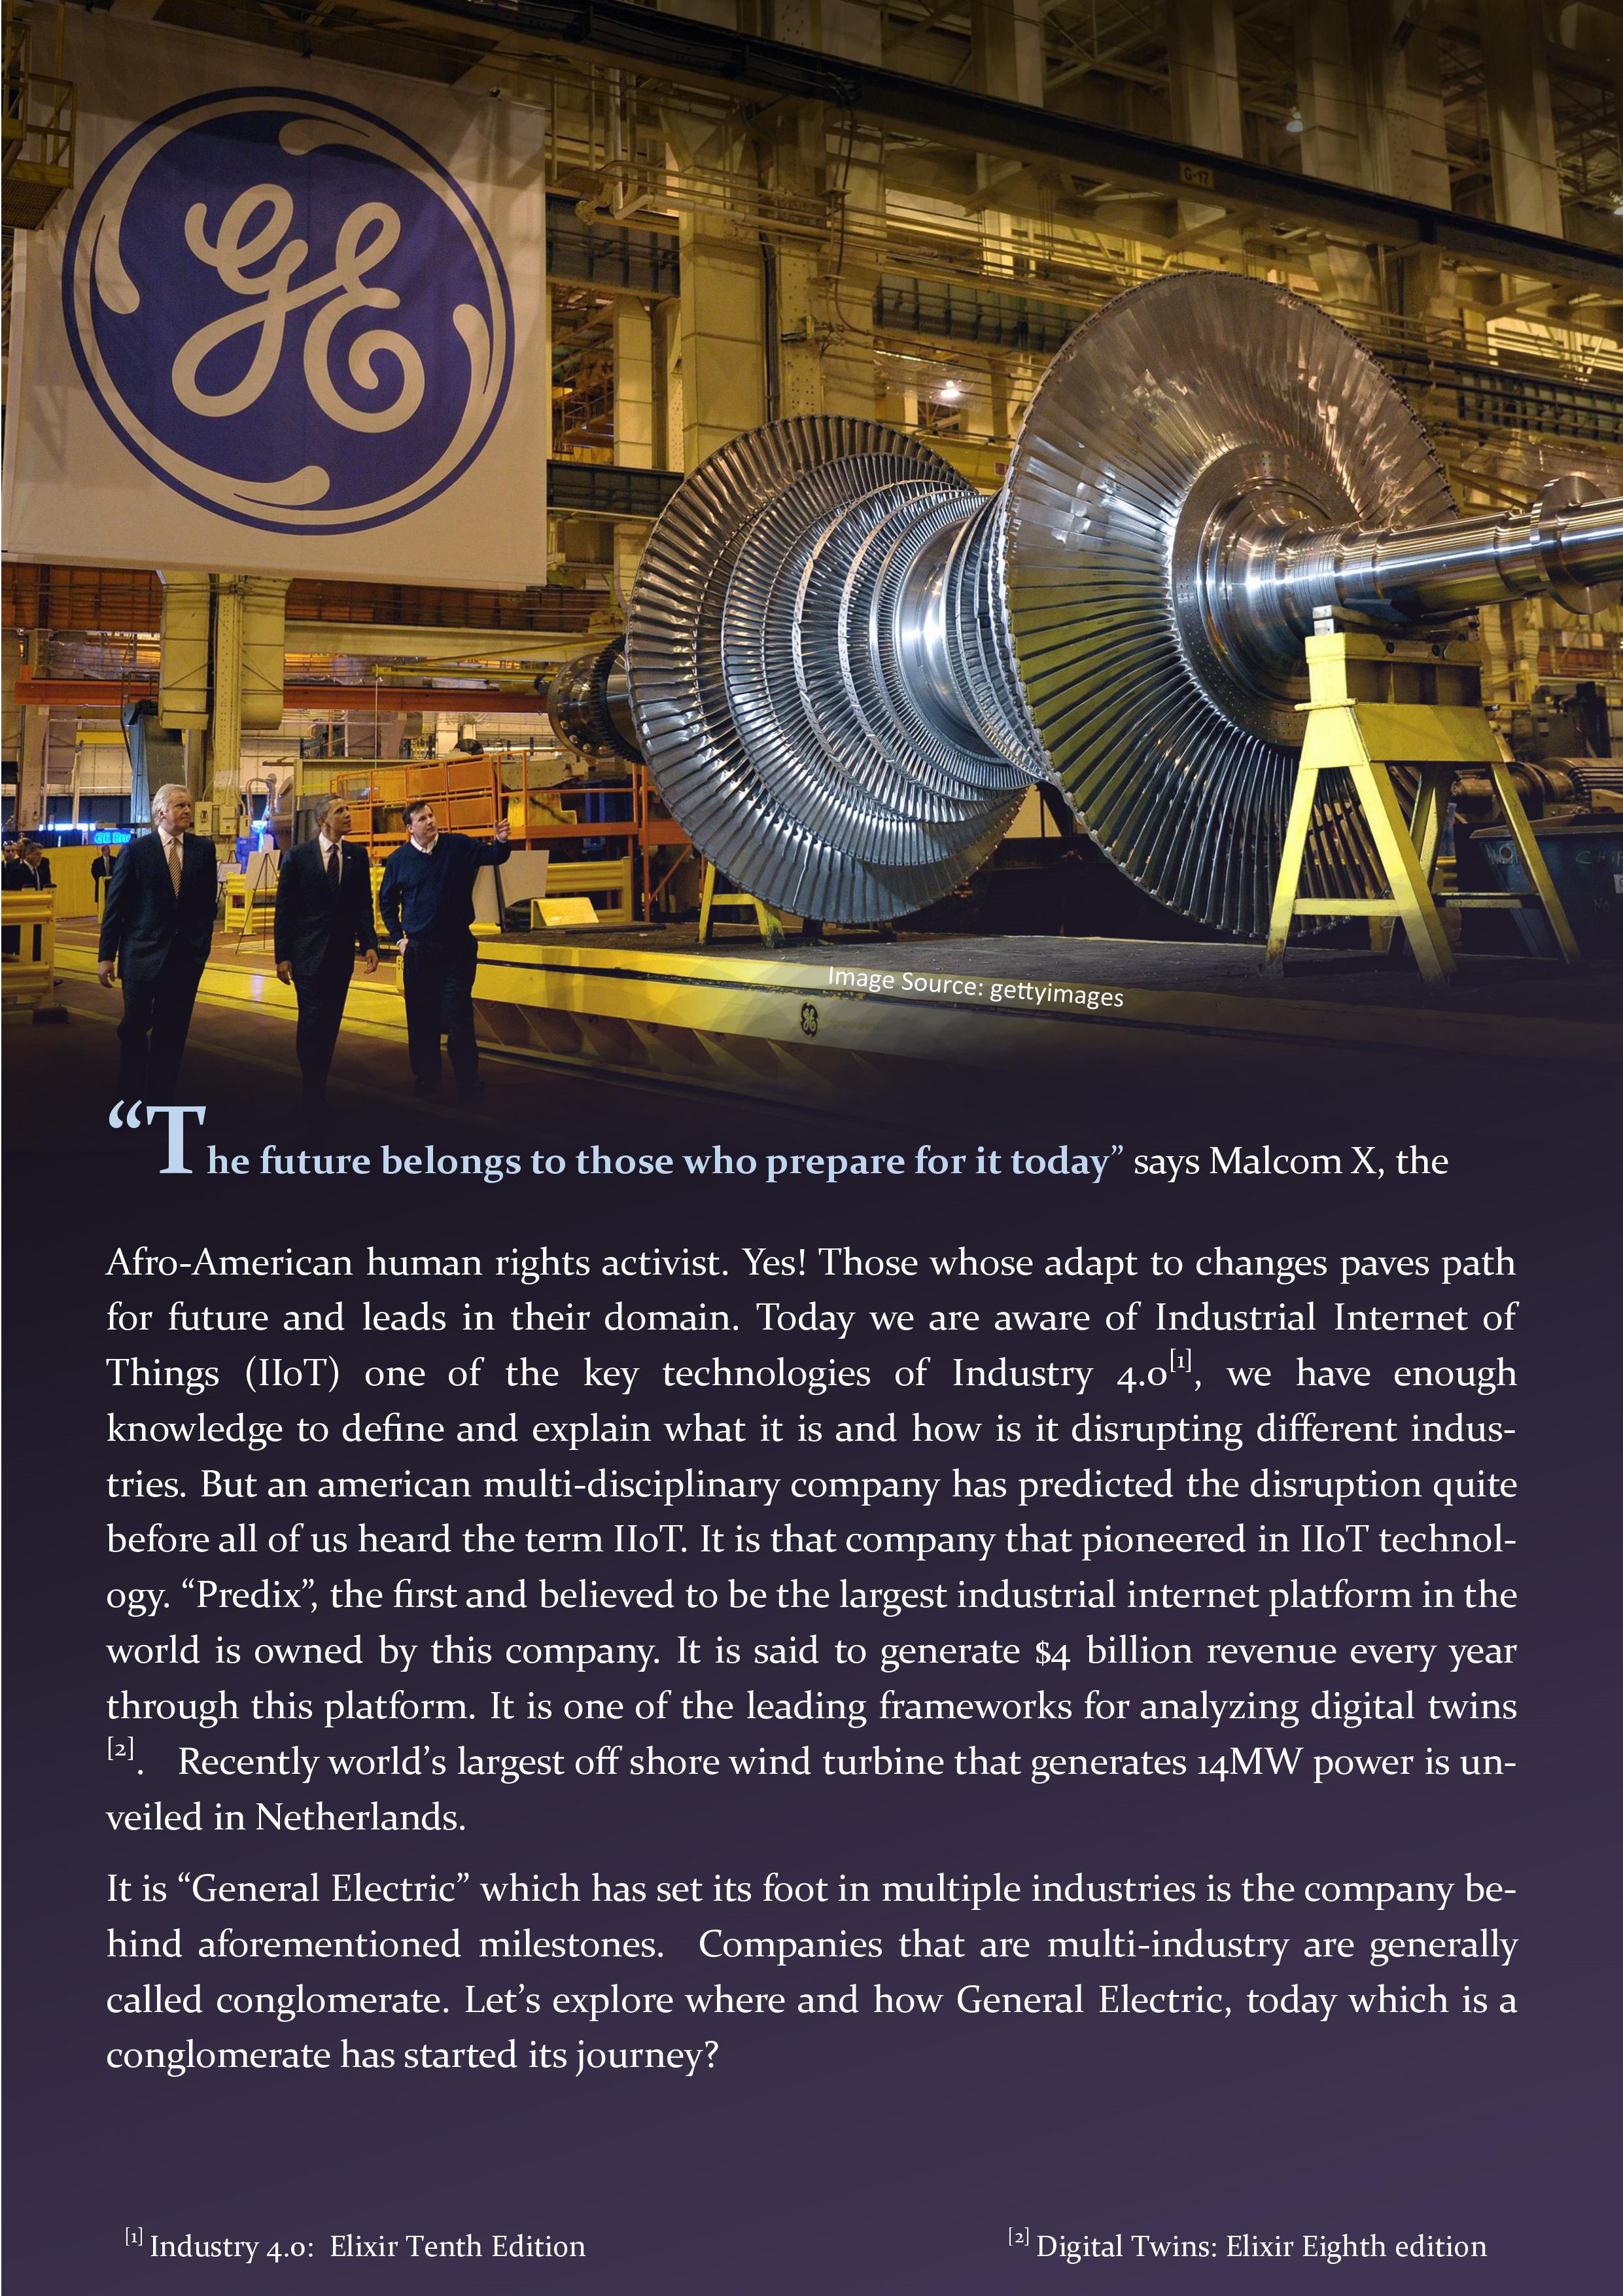 GE
G-17
Image Source: gettyimages
“The future belongs to those who prepare for it today” says Malcom X, the
Afro-American human rights activist. Yes! Those whose adapt to changes paves path
for future and leads in their domain. Today we are aware of Industrial Internet of
Things (IIoT) one of the key technologies of Industry 4.0[1], we have enough
knowledge to define and explain what it is and how is it disrupting different indus-
tries. But an american multi-disciplinary company has predicted the disruption quite
before all of us heard the term IIoT. It is that company that pioneered in IIoT technol-
ogy. “Predix”, the first and believed to be the largest industrial internet platform in the
world is owned by this company. It is said to generate $4 billion revenue every year
through this platform. It is one of the leading frameworks for analyzing digital twins
[2]. Recently world’s largest off shore wind turbine that generates 14MW power is un-
veiled in Netherlands.
It is “General Electric” which has set its foot in multiple industries is the company be-
hind aforementioned milestones. Companies that are multi-industry are generally
called conglomerate. Let’s explore where and how General Electric, today which is a
conglomerate has started its journey?
[1] Industry 4.0: Elixir Tenth Edition
[2] Digital Twins: Elixir Eighth edition